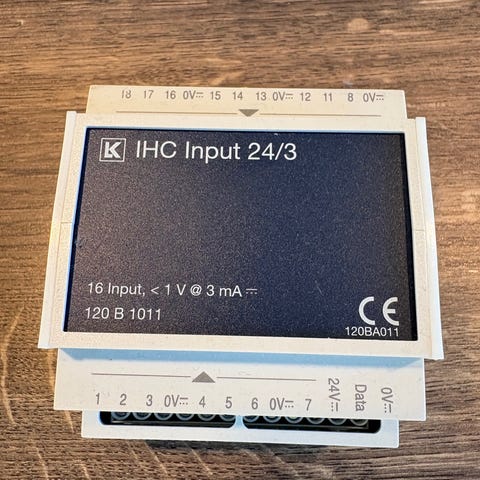 18 17 16 0V⎓ 15 14 13 0V⎓ 12 11 8 0V⎓
LK IHC Input 24/3
16 Input, < 1 V @ 3 mA ⎓
120 B 1011
CE
120BA011
1 2 3 0V⎓ 4 5 6 0V⎓ 7 24V⎓ Data 0V⎓